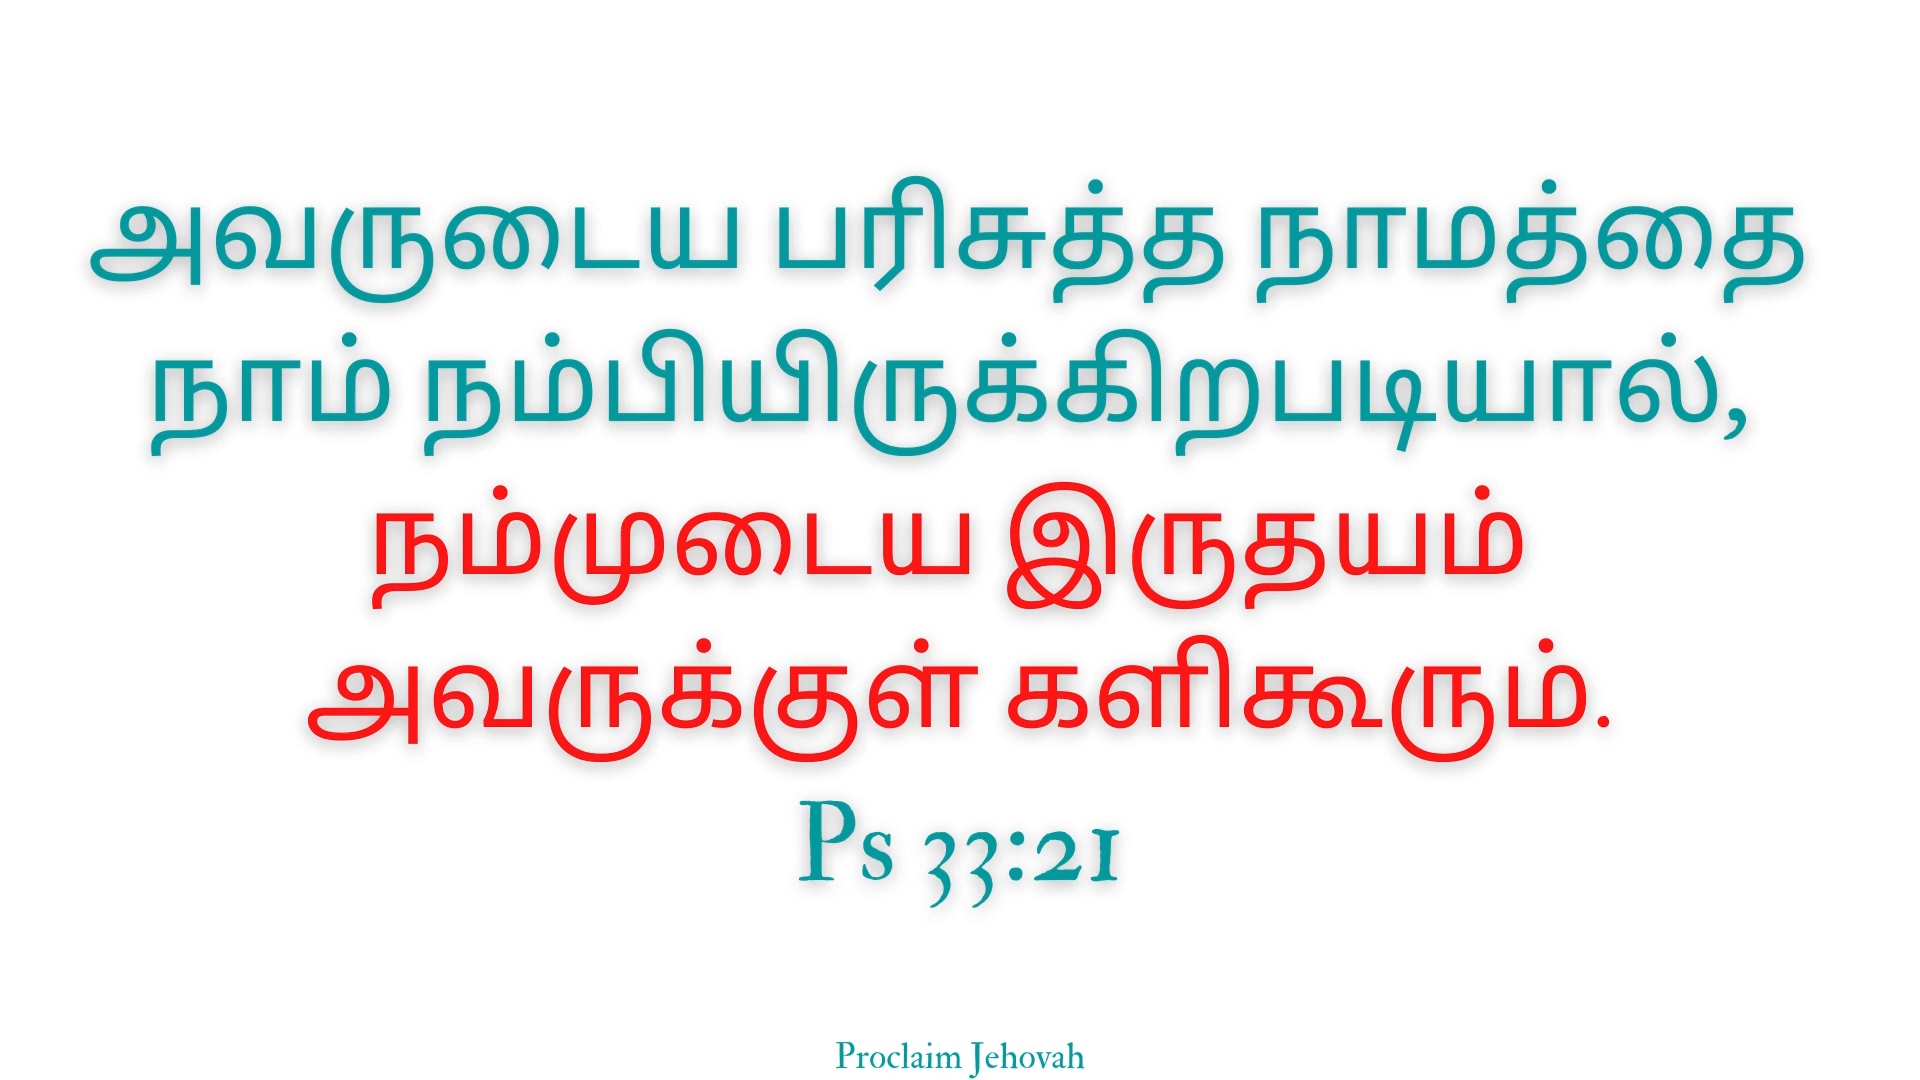 அவருடைய பரிசுத்த நாமத்தை
நாம் நம்பியிருக்கிறபடியால்,
நம்முடைய இருதயம்
அவருக்குள் களிகூரும்.
Ps 33:21
Proclaim Jehovah